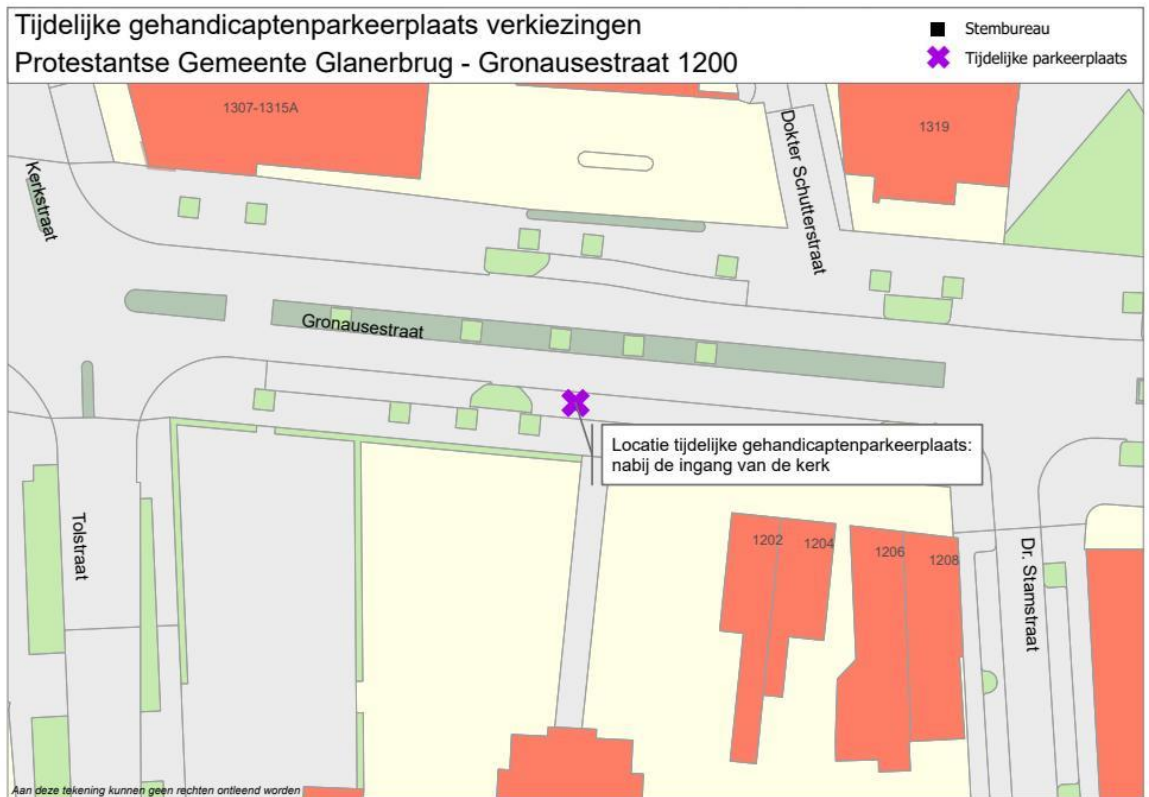 Tijdelijke gehandicaptenparkeerplaats verkiezingen
Protestantse Gemeente Glanerbrug - Gronausestraat 1200
Stembureau
Tijdelijke parkeerplaats
1307-1315A
1319
Kerkstraat
Dokter Schutterstraat
Gronausestraat
Locatie tijdelijke gehandicaptenparkeerplaats:
nabij de ingang van de kerk
Tolstraat
1202
1204
1206
1208
Dr. Stamstraat
Aan deze tekening kunnen geen rechten ontleend worden